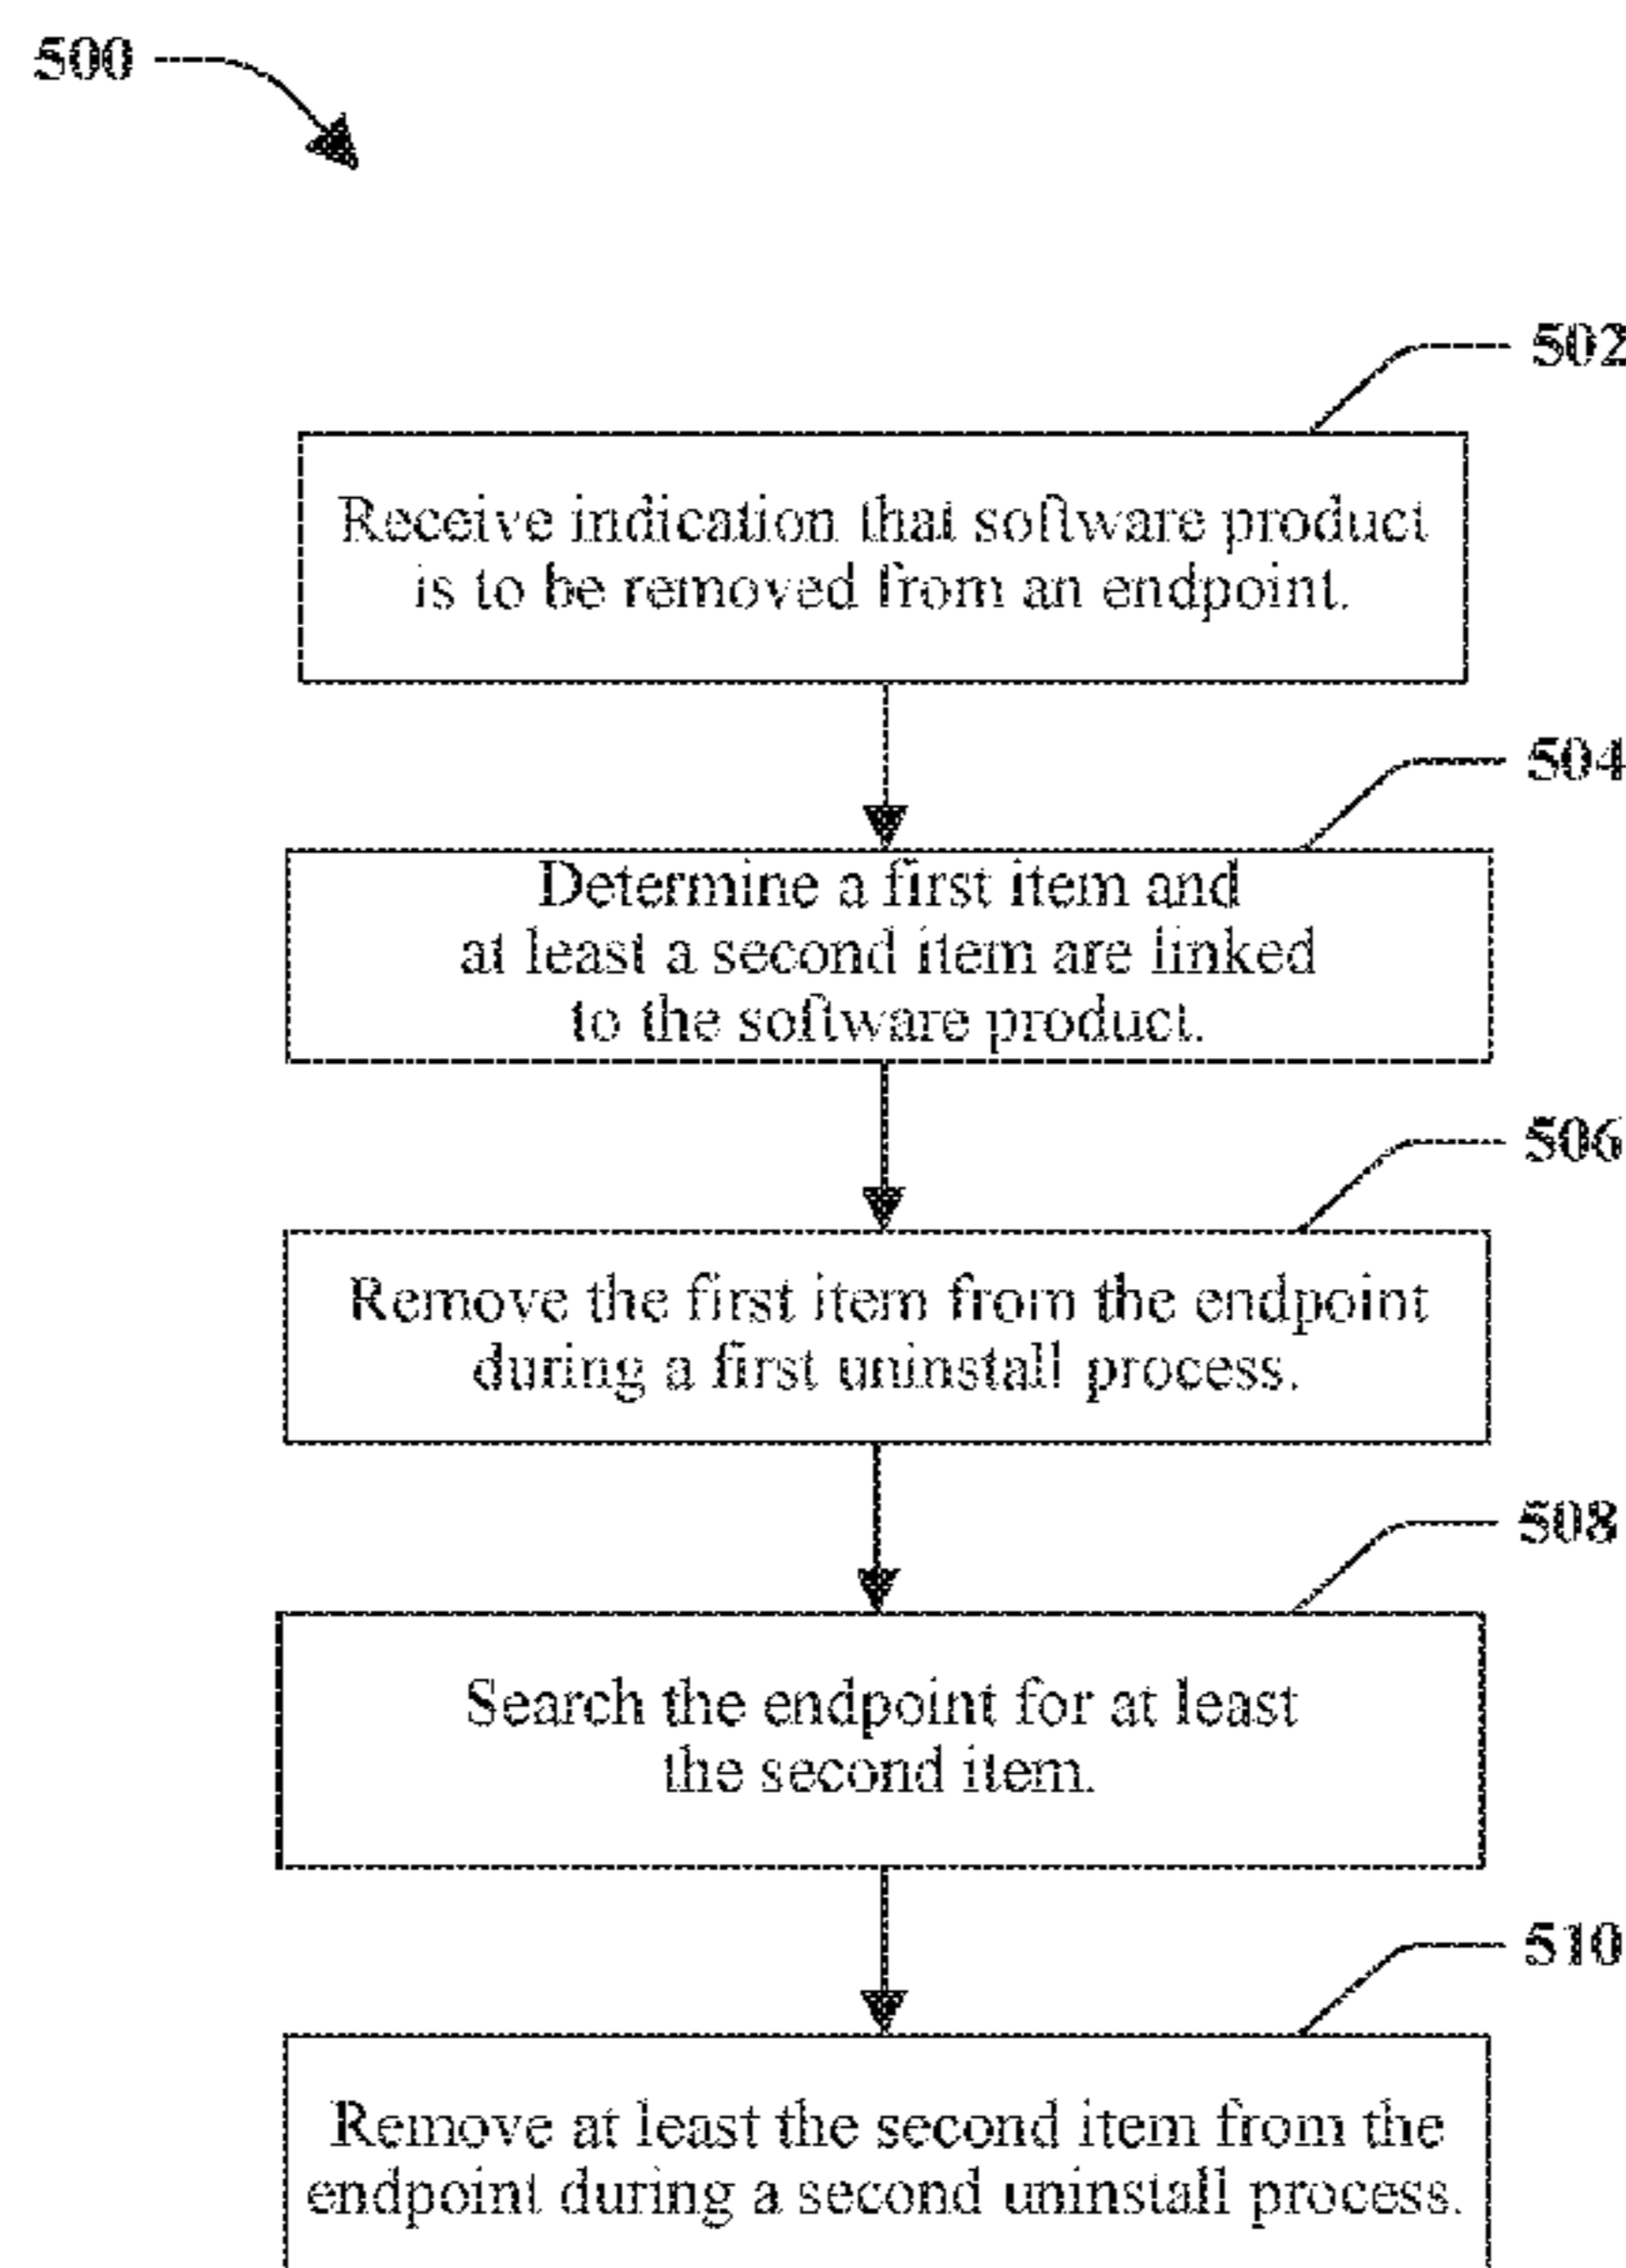 500
502
Receive indication that software product
is to be removed from an endpoint.
504
Determine a first item and
at least a second item are linked
to the software product.
506
Remove the first item from the endpoint
during a first uninstall process.
508
Search the endpoint for at least
the second item.
510
Remove at least the second item from the
endpoint during a second uninstall process.